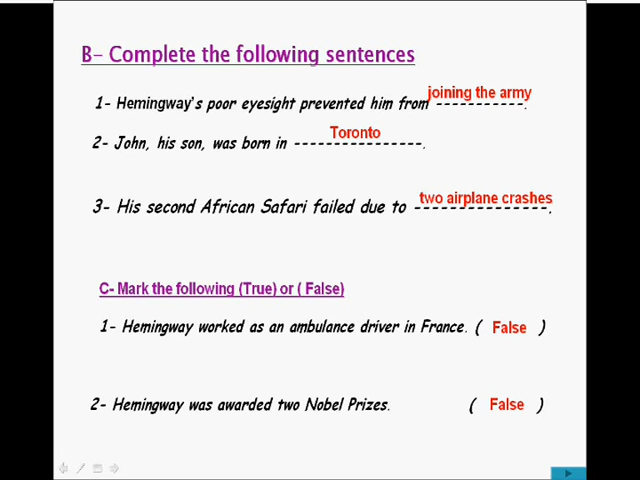 B- Complete the following sentences
1- Hemingway's poor eyesight prevented him from joining the army -----------.
2- John, his son, was born in Toronto ----------------.
3- His second African Safari failed due to two airplane crashes ---------------.
C- Mark the following (True) or ( False)
1- Hemingway worked as an ambulance driver in France. ( False )
2- Hemingway was awarded two Nobel Prizes. ( False )